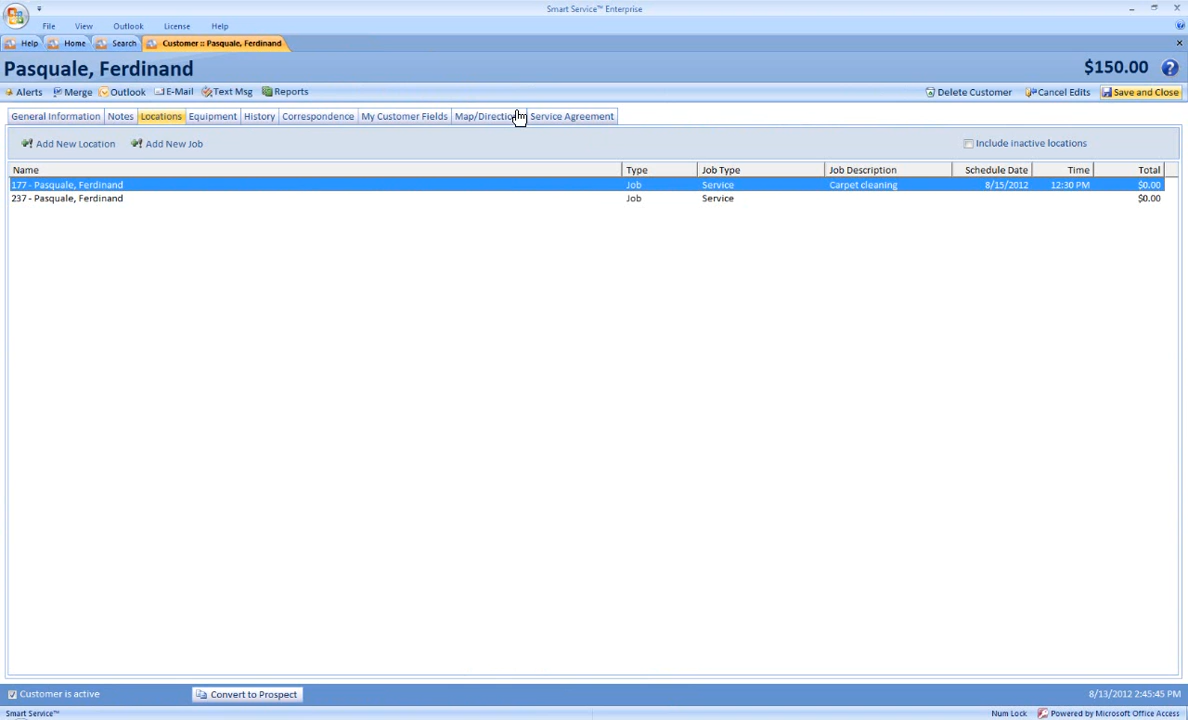 Smart Service™ Enterprise
File View Outlook License Help
Help Home Search Customer :: Pasquale, Ferdinand
Pasquale, Ferdinand $150.00
Alerts Merge Outlook E-Mail Text Msg Reports Delete Customer Cancel Edits Save and Close
General Information Notes Locations Equipment History Correspondence My Customer Fields Map/Directio Service Agreement
Add New Location Add New Job Include inactive locations
Name Type Job Type Job Description Schedule Date Time Total
177 - Pasquale, Ferdinand Job Service Carpet cleaning 8/15/2012 12:30 PM $0.00
237 - Pasquale, Ferdinand Job Service $0.00
Customer is active Convert to Prospect 8/13/2012 2:45:45 PM
Smart Service™ Num Lock Powered by Microsoft Office Access